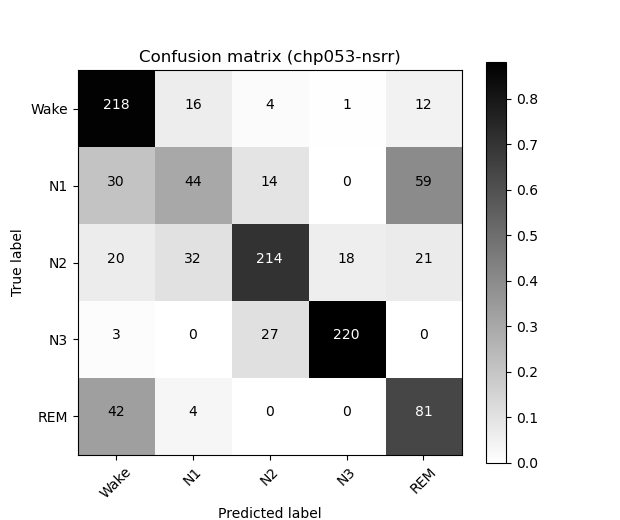 Confusion matrix (chp053-nsrr)
Wake 218 16 4 1 12
N1 30 44 14 0 59
N2 20 32 214 18 21
N3 3 0 27 220 0
REM 42 4 0 0 81
Wake N1 N2 N3 REM
True label
Predicted label
0.8
0.7
0.6
0.5
0.4
0.3
0.2
0.1
0.0